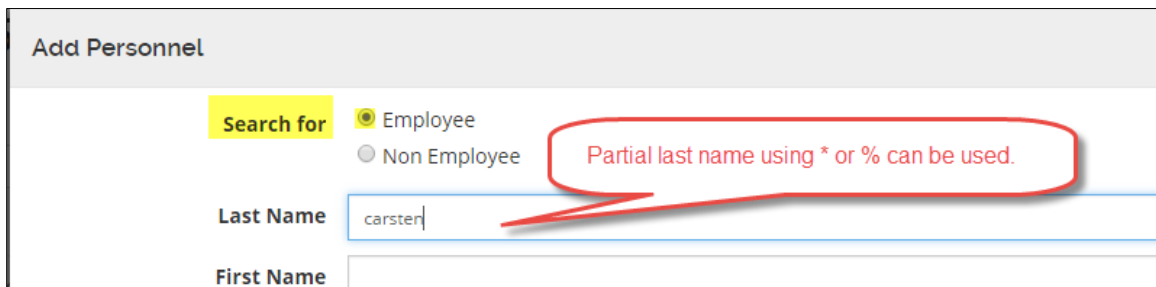 Add Personnel
Search for
Employee
Non Employee
Partial last name using * or % can be used.
Last Name
carsten
First Name